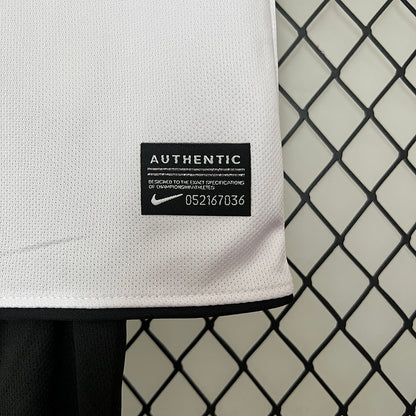 AUTHENTIC
DESIGNED TO THE EXACT SPECIFICATIONS
OF CHAMPIONSHIP ATHLETES
052167036